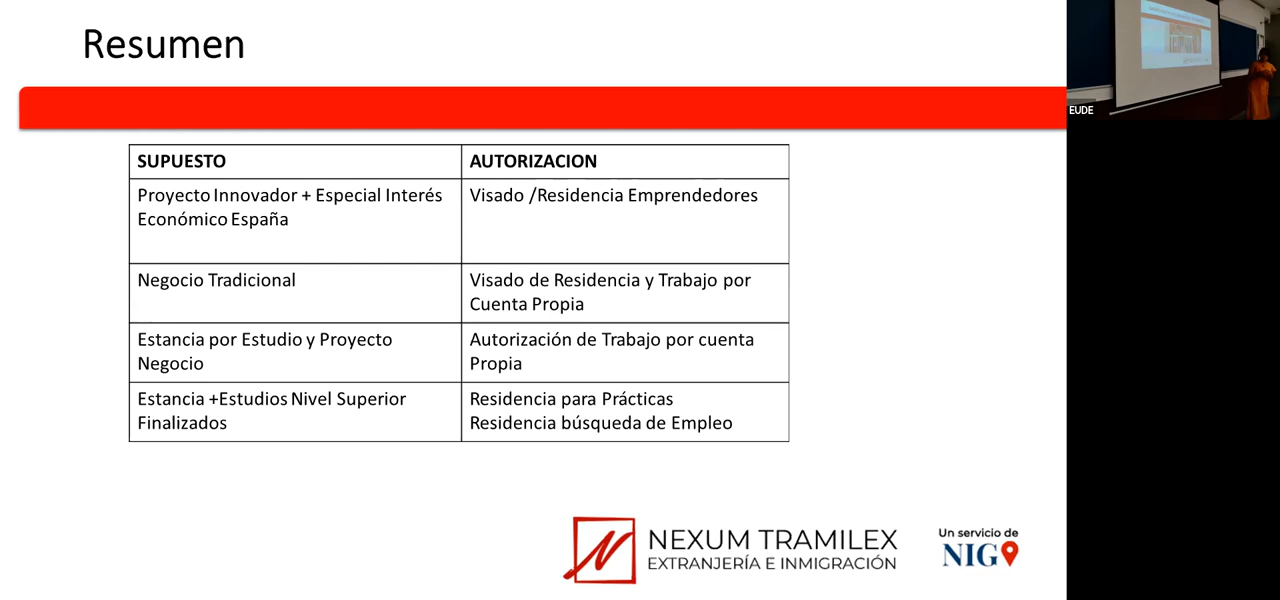 Resumen
EUDE
SUPUESTO
AUTORIZACION
Proyecto Innovador + Especial Interés
Económico España
Visado /Residencia Emprendedores
Negocio Tradicional
Visado de Residencia y Trabajo por
Cuenta Propia
Estancia por Estudio y Proyecto
Negocio
Autorización de Trabajo por cuenta
Propia
Estancia +Estudios Nivel Superior
Finalizados
Residencia para Prácticas
Residencia búsqueda de Empleo
NEXUM TRAMILEX
EXTRANJERÍA E INMIGRACIÓN
Un servicio de
NIG